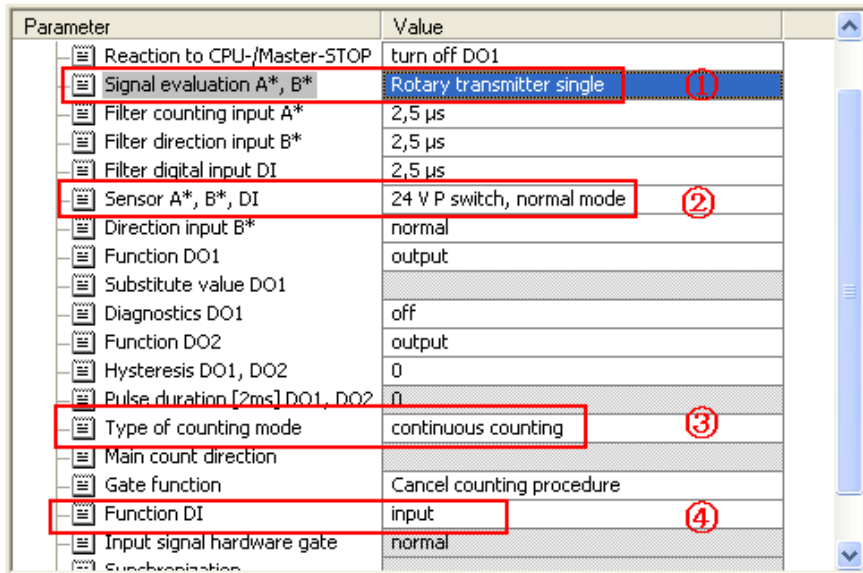 Parameter Value
Reaction to CPU-/Master-STOP turn off DO1
Signal evaluation A*, B* Rotary transmitter single ①
Filter counting input A* 2,5 µs
Filter direction input B* 2,5 µs
Filter digital input DI 2,5 µs
Sensor A*, B*, DI 24 V P switch, normal mode ②
Direction input B* normal
Function DO1 output
Substitute value DO1
Diagnostics DO1 off
Function DO2 output
Hysteresis DO1, DO2 0
Pulse duration [2ms] DO1, DO2 0
Type of counting mode continuous counting ③
Main count direction
Gate function Cancel counting procedure
Function DI input ④
Input signal hardware gate normal
Synchronization